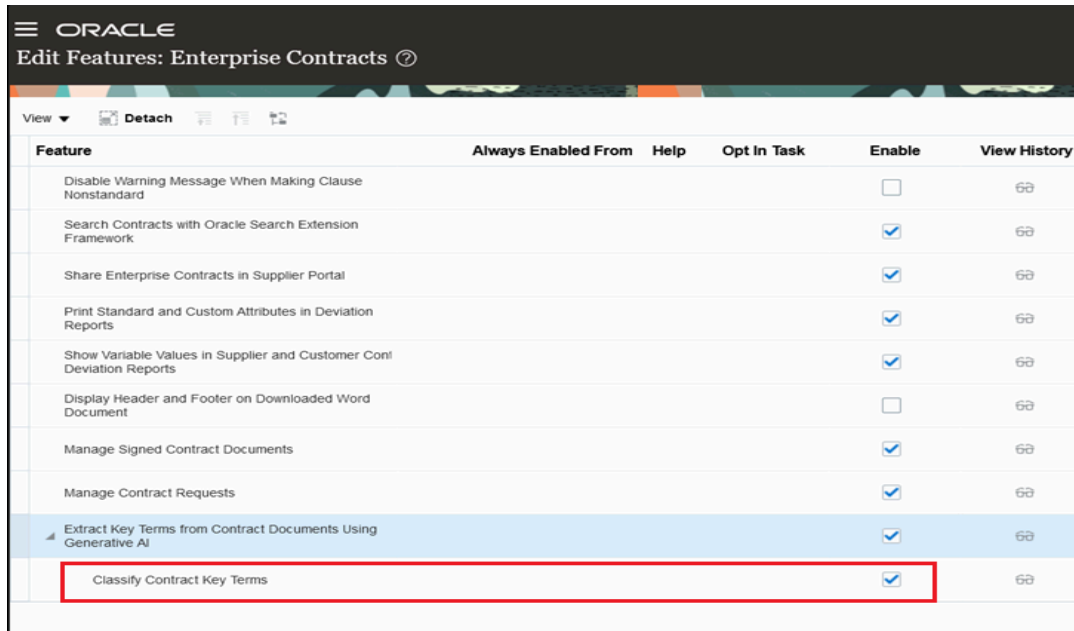 ORACLE
Edit Features: Enterprise Contracts
View
Detach
Feature Always Enabled From Help Opt In Task Enable View History
Disable Warning Message When Making Clause
Nonstandard
Search Contracts with Oracle Search Extension
Framework
Share Enterprise Contracts in Supplier Portal
Print Standard and Custom Attributes in Deviation
Reports
Show Variable Values in Supplier and Customer Cont
Deviation Reports
Display Header and Footer on Downloaded Word
Document
Manage Signed Contract Documents
Manage Contract Requests
Extract Key Terms from Contract Documents Using
Generative AI
Classify Contract Key Terms